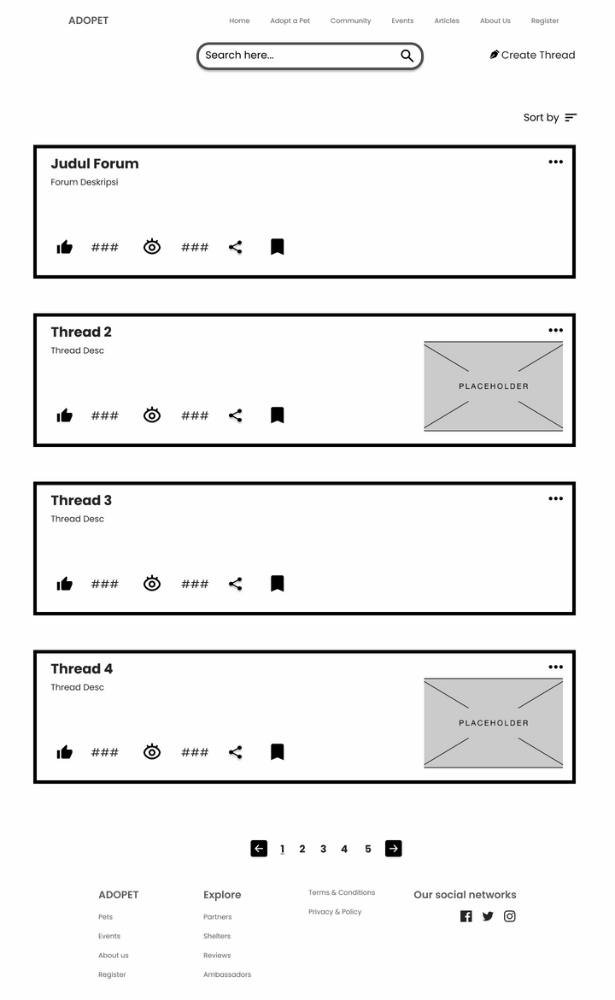 ADOPET Home Adopt a Pet Community Events Articles About Us Register
Search here... Create Thread
Sort by
Judul Forum
Forum Deskripsi
### ###
Thread 2
Thread Desc
PLACEHOLDER
### ###
Thread 3
Thread Desc
### ###
Thread 4
Thread Desc
PLACEHOLDER
### ###
1 2 3 4 5
ADOPET
Pets
Events
About us
Register
Explore
Partners
Shelters
Reviews
Ambassadors
Terms & Conditions
Privacy & Policy
Our social networks